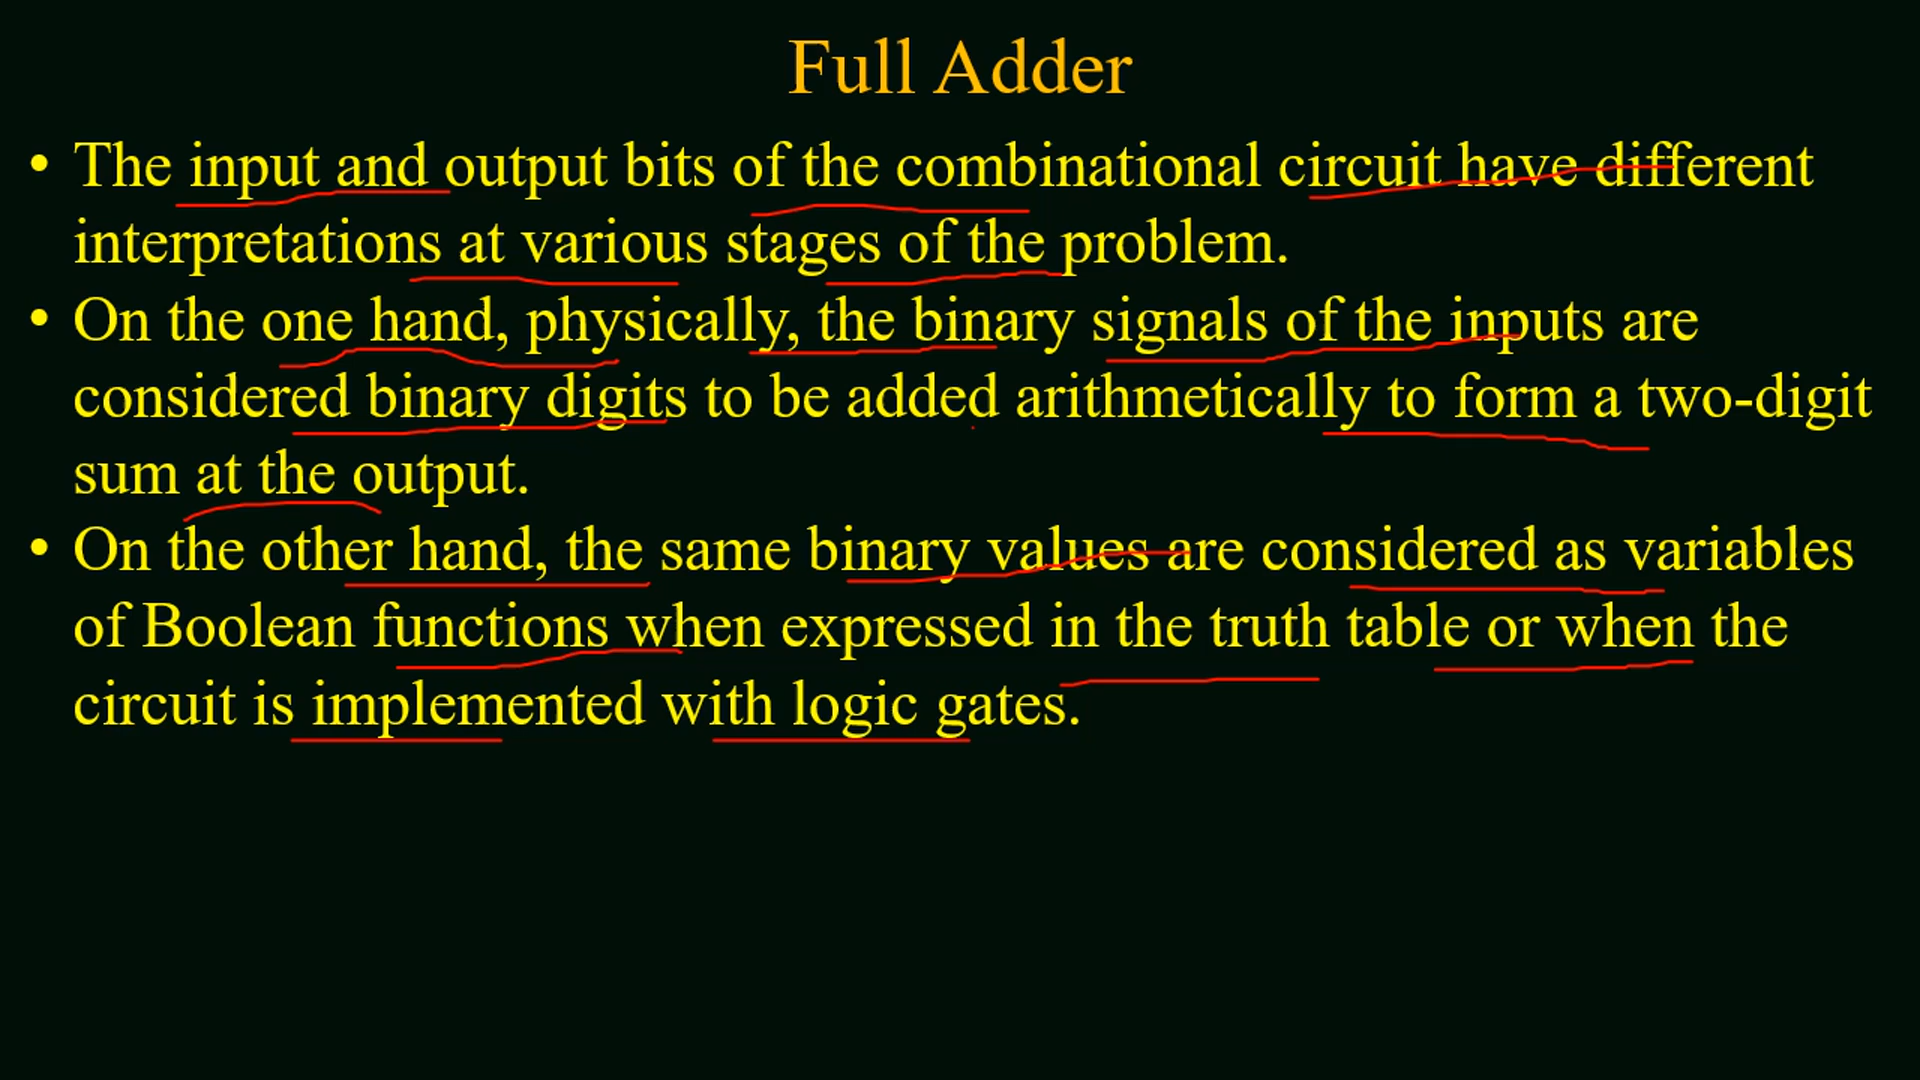 Full Adder
• The input and output bits of the combinational circuit have different
interpretations at various stages of the problem.
• On the one hand, physically, the binary signals of the inputs are
considered binary digits to be added arithmetically to form a two-digit
sum at the output.
• On the other hand, the same binary values are considered as variables
of Boolean functions when expressed in the truth table or when the
circuit is implemented with logic gates.